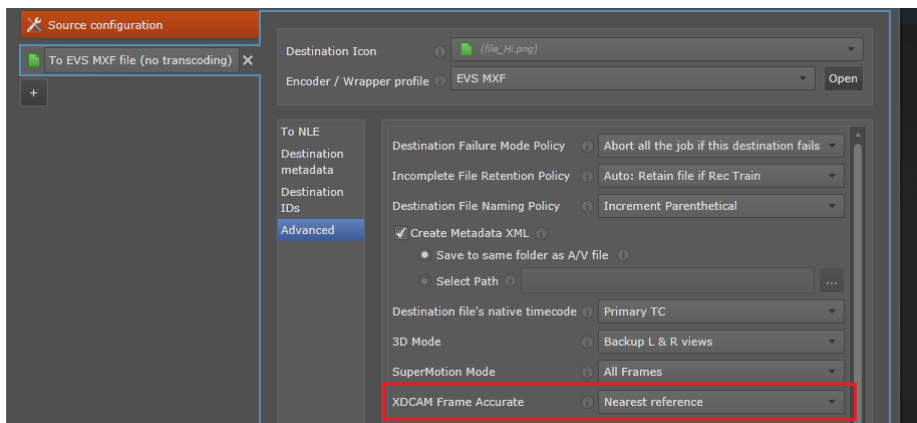 Source configuration
To EVS MXF file (no transcoding) X
+
Destination Icon (file_Hi.png)
Encoder / Wrapper profile EVS MXF Open
To NLE
Destination
metadata
Destination
IDs
Advanced
Destination Failure Mode Policy Abort all the job if this destination fails
Incomplete File Retention Policy Auto: Retain file if Rec Train
Destination File Naming Policy Increment Parenthetical
Create Metadata XML
Save to same folder as A/V file
Select Path ...
Destination file's native timecode Primary TC
3D Mode Backup L & R views
SuperMotion Mode All Frames
XDCAM Frame Accurate Nearest reference